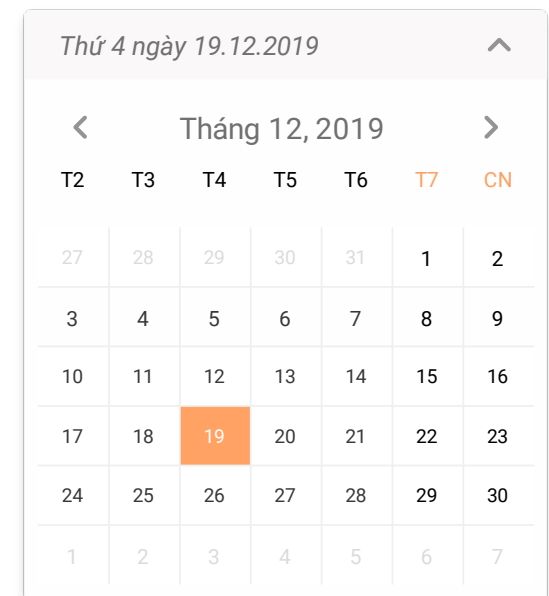 Thứ 4 ngày 19.12.2019
Tháng 12, 2019
T2 T3 T4 T5 T6 T7 CN
27 28 29 30 31 1 2
3 4 5 6 7 8 9
10 11 12 13 14 15 16
17 18 19 20 21 22 23
24 25 26 27 28 29 30
1 2 3 4 5 6 7